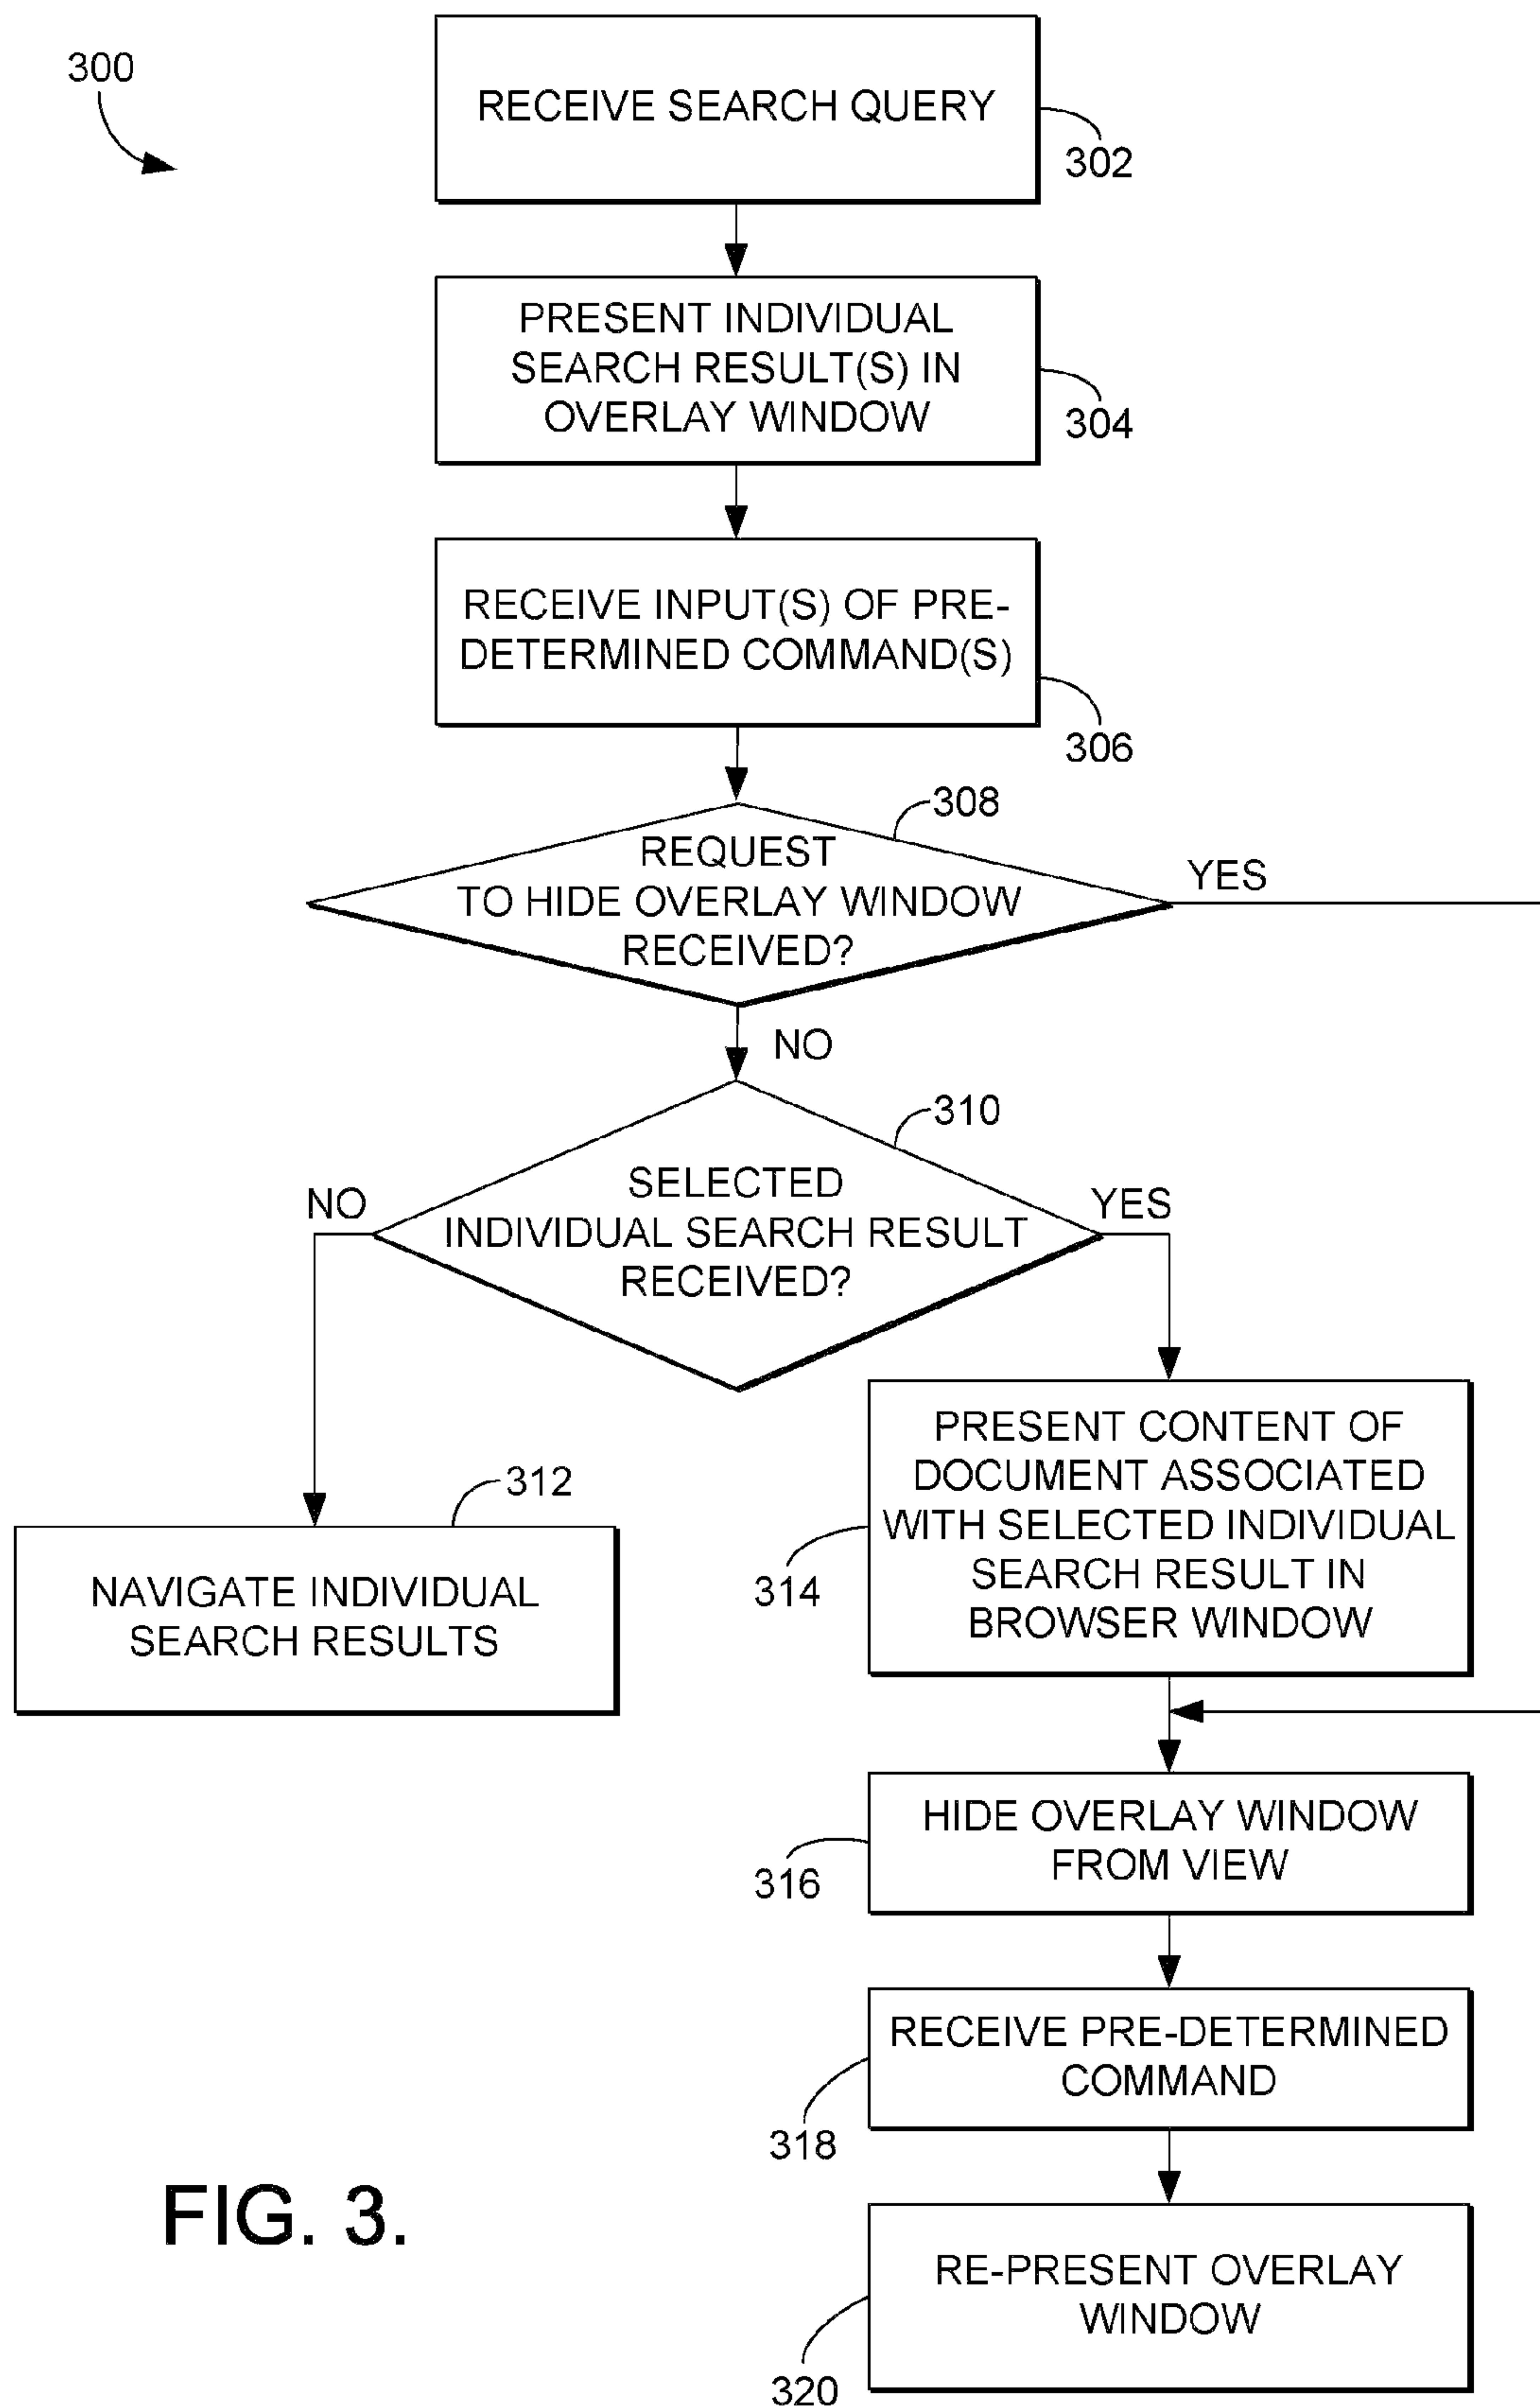 300
RECEIVE SEARCH QUERY
302
PRESENT INDIVIDUAL
SEARCH RESULT(S) IN
OVERLAY WINDOW
304
RECEIVE INPUT(S) OF PRE-
DETERMINED COMMAND(S)
306
308
REQUEST
TO HIDE OVERLAY WINDOW
RECEIVED?
YES
NO
310
SELECTED
INDIVIDUAL SEARCH RESULT
RECEIVED?
NO
YES
312
NAVIGATE INDIVIDUAL
SEARCH RESULTS
PRESENT CONTENT OF
DOCUMENT ASSOCIATED
WITH SELECTED INDIVIDUAL
SEARCH RESULT IN
BROWSER WINDOW
314
HIDE OVERLAY WINDOW
FROM VIEW
316
RECEIVE PRE-DETERMINED
COMMAND
318
RE-PRESENT OVERLAY
WINDOW
320
FIG. 3.